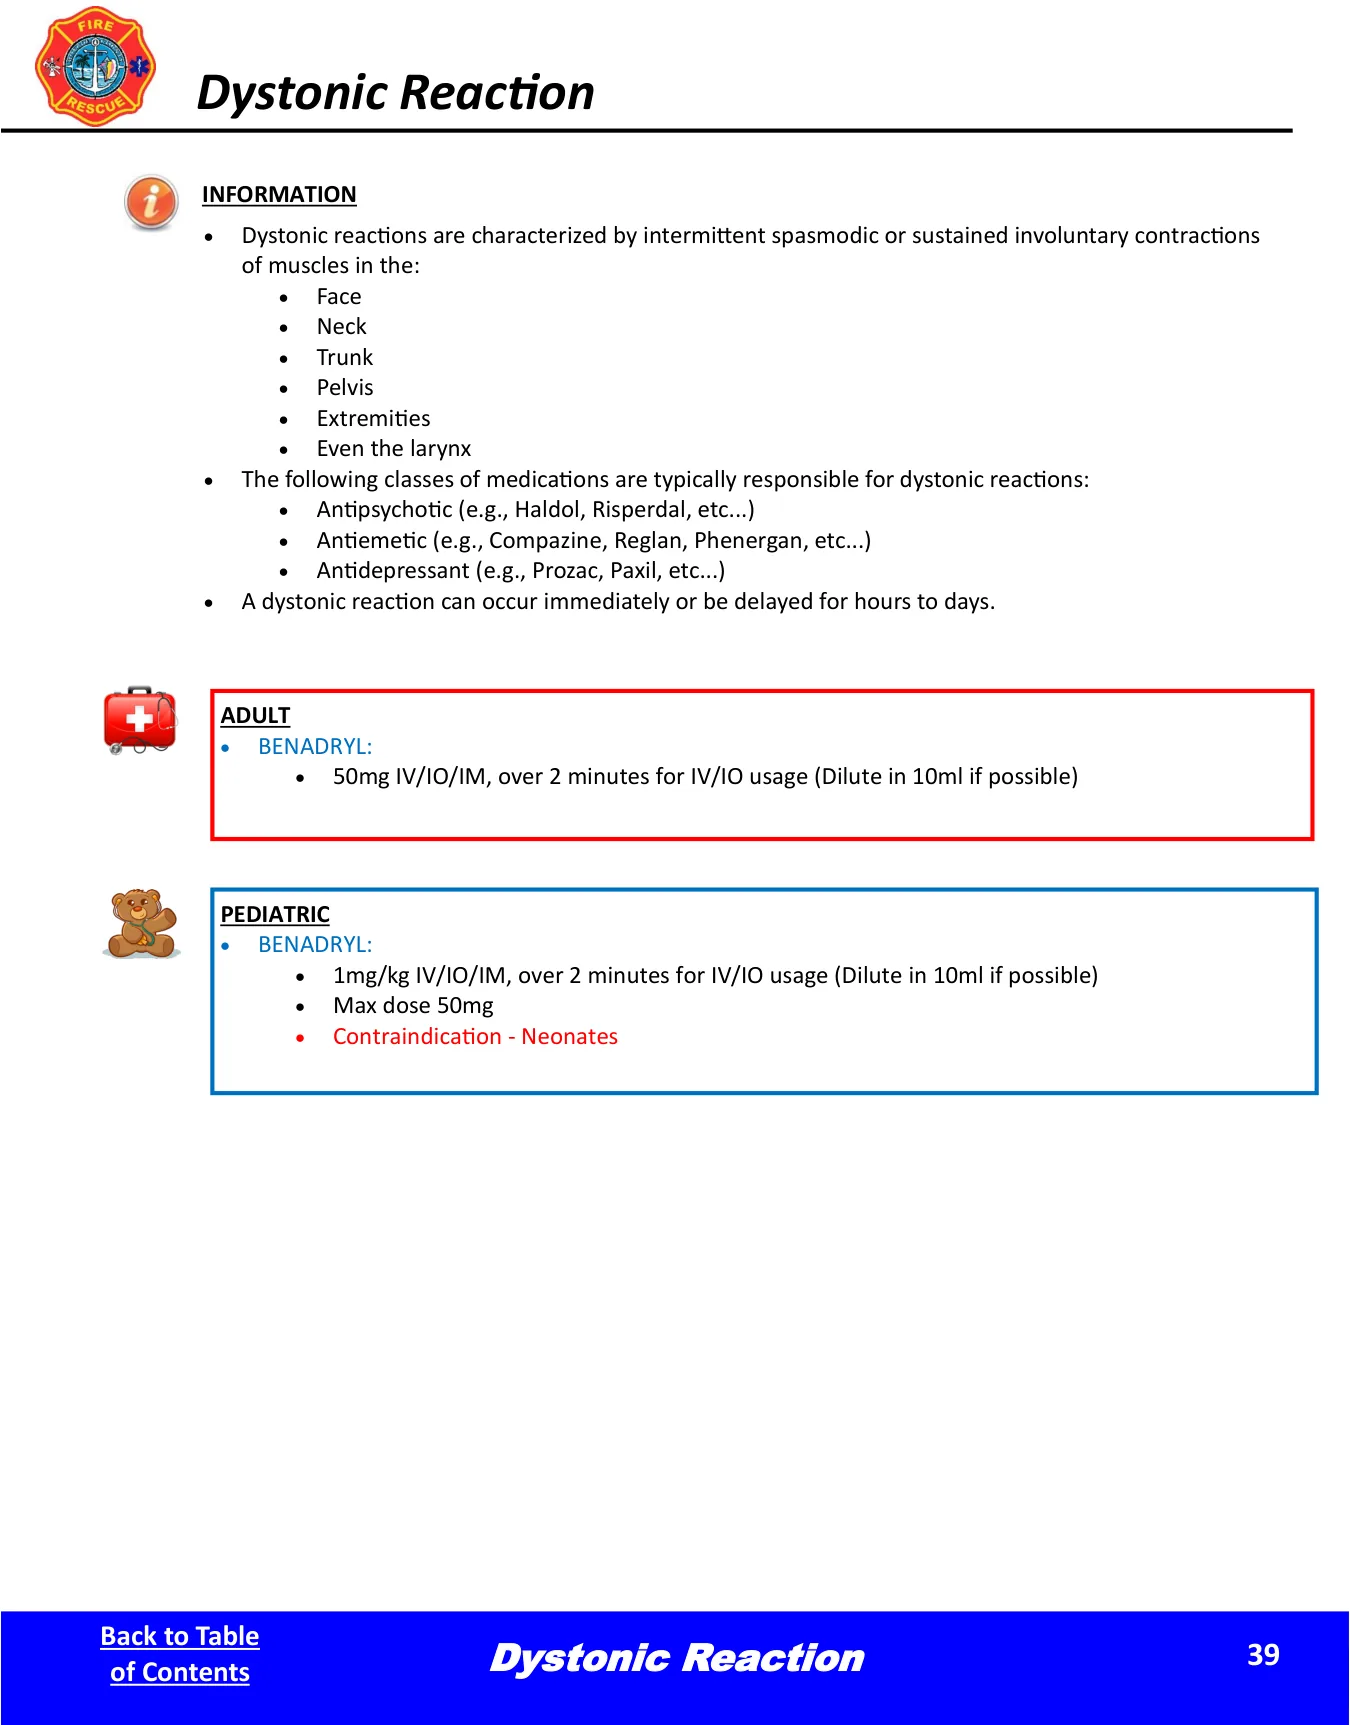 FIRE
RESCUE
Dystonic Reaction
INFORMATION
• Dystonic reactions are characterized by intermittent spasmodic or sustained involuntary contractions
of muscles in the:
• Face
• Neck
• Trunk
• Pelvis
• Extremities
• Even the larynx
• The following classes of medications are typically responsible for dystonic reactions:
• Antipsychotic (e.g., Haldol, Risperdal, etc...)
• Antiemetic (e.g., Compazine, Reglan, Phenergan, etc...)
• Antidepressant (e.g., Prozac, Paxil, etc...)
• A dystonic reaction can occur immediately or be delayed for hours to days.
ADULT
• BENADRYL:
• 50mg IV/IO/IM, over 2 minutes for IV/IO usage (Dilute in 10ml if possible)
PEDIATRIC
• BENADRYL:
• 1mg/kg IV/IO/IM, over 2 minutes for IV/IO usage (Dilute in 10ml if possible)
• Max dose 50mg
• Contraindication - Neonates
Back to Table
of Contents
Dystonic Reaction
39